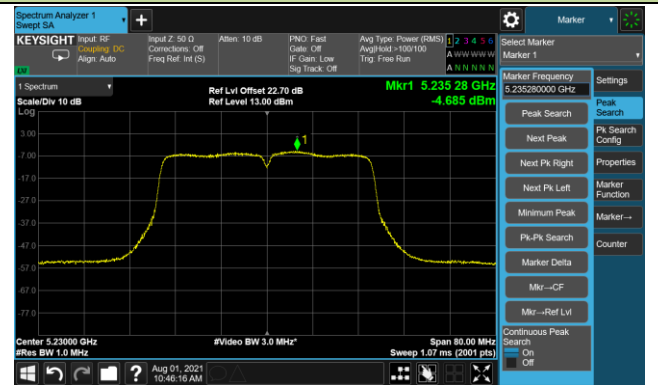 Spectrum Analyzer 1
Swept SA
Marker
KEYSIGHT
Input: RF
Coupling: DC
Align: Auto
Input Z: 50 Ω
Corrections: Off
Freq Ref: Int (S)
Atten: 10 dB
PNO: Fast
Gate: Off
IF Gain: Low
Sig Track: Off
Avg Type: Power (RMS)
Avg|Hold:>100/100
Trig: Free Run
1 2 3 4 5 6
A W W W W W
A N N N N N
LXI
Select Marker
Marker 1
1 Spectrum
Scale/Div 10 dB
Log
Ref Lvl Offset 22.70 dB
Ref Level 13.00 dBm
Mkr1 5.235 28 GHz
-4.685 dBm
3.00
-7.00
-17.0
-27.0
-37.0
-47.0
-57.0
-67.0
-77.0
1
Center 5.23000 GHz
#Res BW 1.0 MHz
#Video BW 3.0 MHz*
Span 80.00 MHz
Sweep 1.07 ms (2001 pts)
Marker Frequency
5.235280000 GHz
Peak Search
Next Peak
Next Pk Right
Next Pk Left
Minimum Peak
Pk-Pk Search
Marker Delta
Mkr→CF
Mkr→Ref Lvl
Continuous Peak
Search
On
Off
Settings
Peak
Search
Pk Search
Config
Properties
Marker
Function
Marker→
Counter
?
Aug 01, 2021
10:46:16 AM